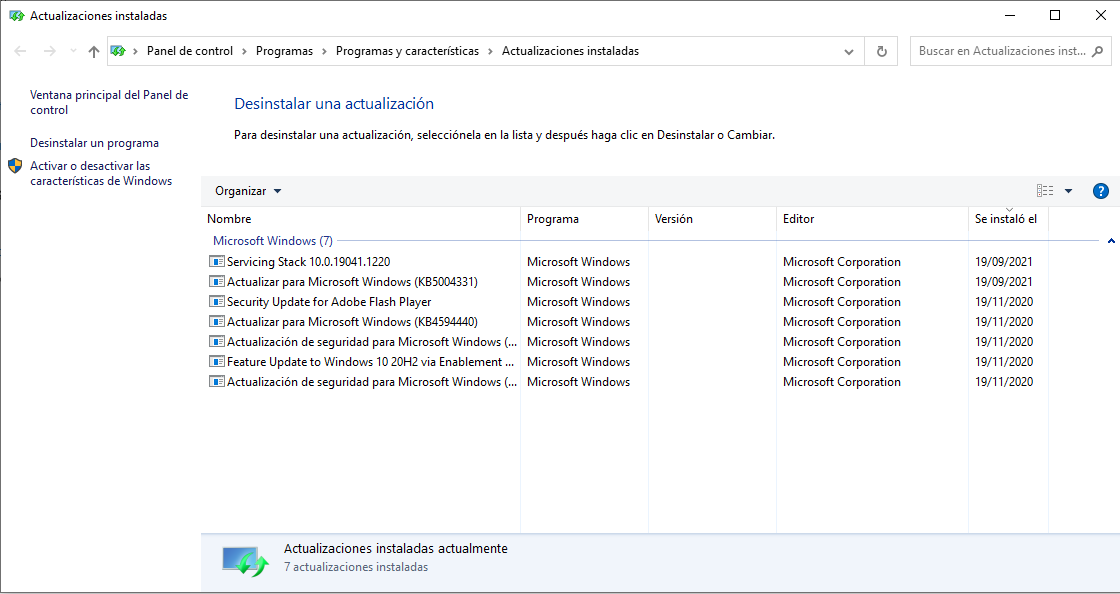 Actualizaciones instaladas
Panel de control > Programas > Programas y características > Actualizaciones instaladas
Buscar en Actualizaciones inst...
Ventana principal del Panel de
control
Desinstalar un programa
Activar o desactivar las
características de Windows
Desinstalar una actualización
Para desinstalar una actualización, selecciónela en la lista y después haga clic en Desinstalar o Cambiar.
Organizar
?
Nombre Programa Versión Editor Se instaló el
Microsoft Windows (7)
Servicing Stack 10.0.19041.1220 Microsoft Windows Microsoft Corporation 19/09/2021
Actualizar para Microsoft Windows (KB5004331) Microsoft Windows Microsoft Corporation 19/09/2021
Security Update for Adobe Flash Player Microsoft Windows Microsoft Corporation 19/11/2020
Actualizar para Microsoft Windows (KB4594440) Microsoft Windows Microsoft Corporation 19/11/2020
Actualización de seguridad para Microsoft Windows (... Microsoft Windows Microsoft Corporation 19/11/2020
Feature Update to Windows 10 20H2 via Enablement ... Microsoft Windows Microsoft Corporation 19/11/2020
Actualización de seguridad para Microsoft Windows (... Microsoft Windows Microsoft Corporation 19/11/2020
Actualizaciones instaladas actualmente
7 actualizaciones instaladas